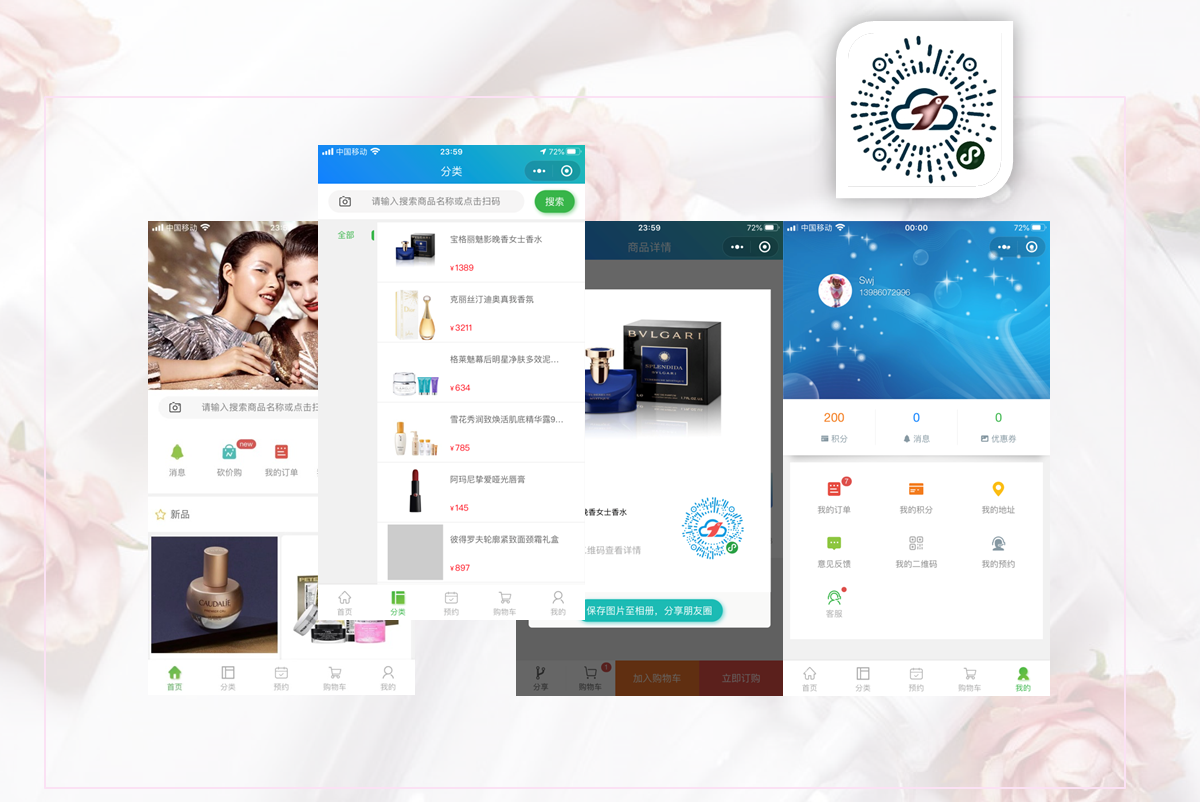 中国移动
23:59
72%
分类
请输入搜索商品名称或点击扫码
搜索
全部
宝格丽魅影晚香女士香水
¥1389
克丽丝汀迪奥真我香氛
¥3211
格莱魅幕后明星净肤多效泥...
¥634
雪花秀润致焕活肌底精华露9...
¥785
阿玛尼挚爱哑光唇膏
¥145
彼得罗夫轮廓紧致面颈霜礼盒
¥897
首页
分类
预约
购物车
我的
中国移动
23
请输入搜索商品名称或点击扫
消息
new
砍价购
我的订单
新品
CAUDALÍE
首页
分类
预约
购物车
我的
23:59
72%
商品详情
BVLGARI
SPLENDIDA
BVLGARI
晚香女士香水
维码查看详情
保存图片至相册，分享朋友圈
分享
1
购物车
加入购物车
立即订购
中国移动
00:00
72%
Swj
13986072996
200
积分
0
消息
0
优惠券
7
我的订单
我的积分
我的地址
意见反馈
我的二维码
我的预约
客服
首页
分类
预约
购物车
我的